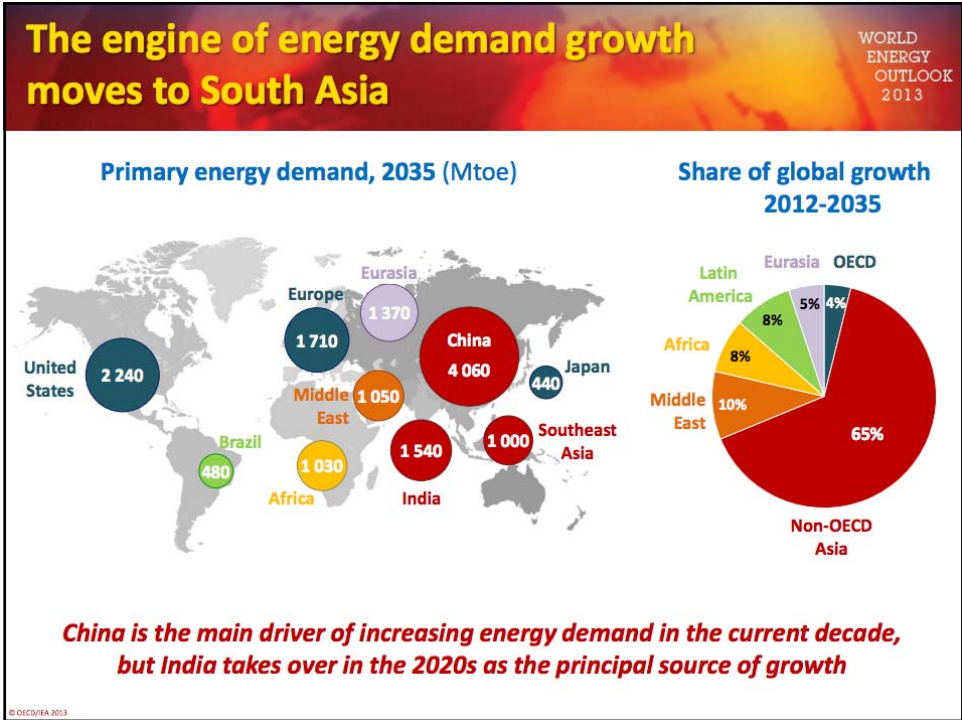 The engine of energy demand growth
moves to South Asia
WORLD
ENERGY
OUTLOOK
2013
Primary energy demand, 2035 (Mtoe)
Share of global growth
2012-2035
Eurasia
1 370
Europe
1 710
China
4 060
United
States
2 240
Japan
440
Middle
East
1 050
Brazil
480
Africa
1 030
India
1 540
Southeast
Asia
1 000
Latin
America
8%
Eurasia
5%
OECD
4%
Africa
8%
Middle
East
10%
65%
Non-OECD
Asia
China is the main driver of increasing energy demand in the current decade,
but India takes over in the 2020s as the principal source of growth
© OECD/IEA 2013